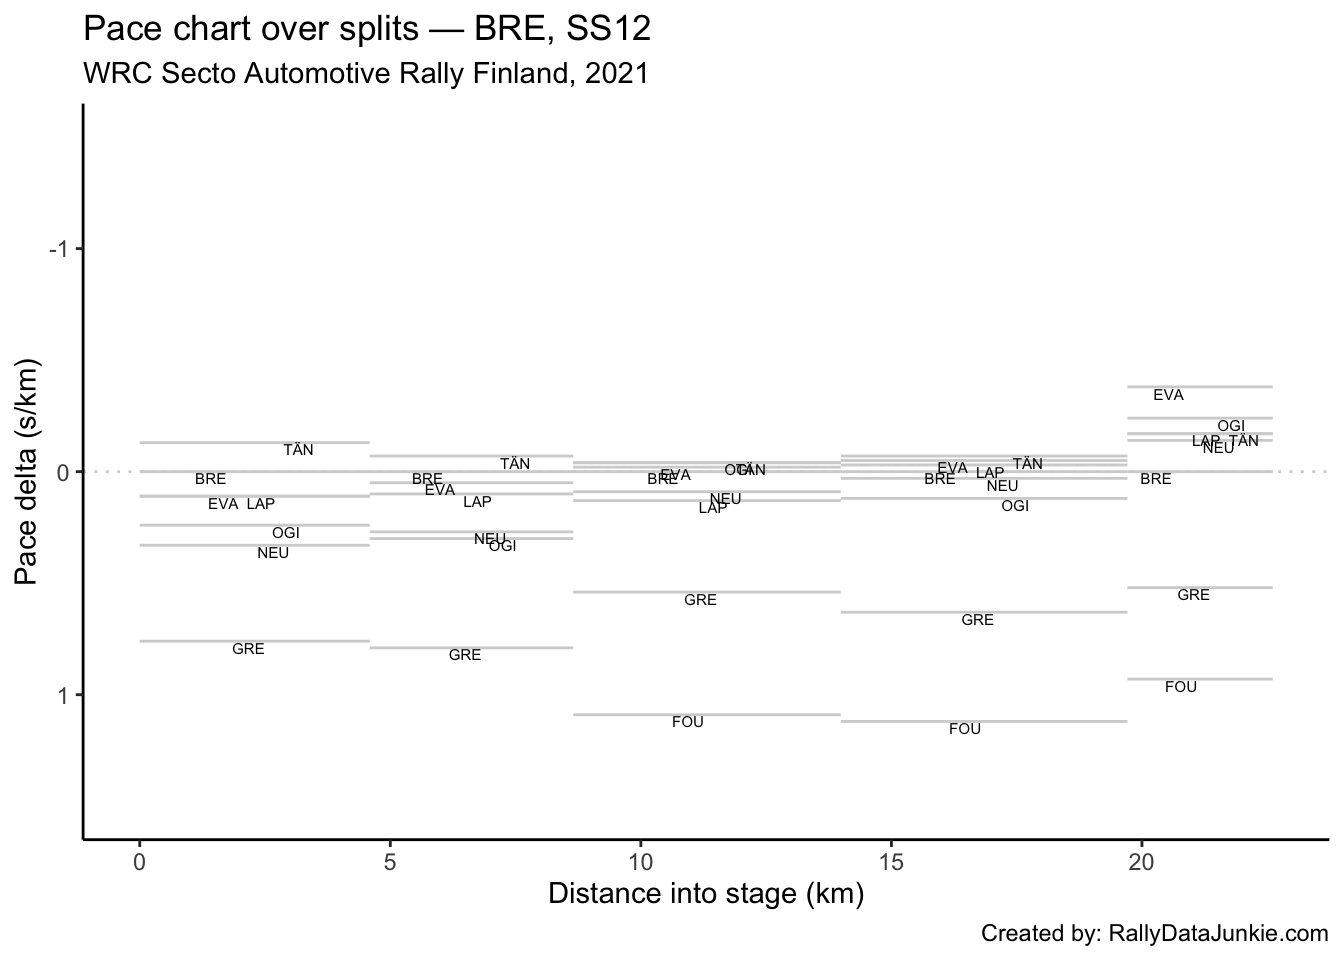 Pace chart over splits — BRE, SS12
WRC Secto Automotive Rally Finland, 2021
Pace delta (s/km)
-1
0
1
TÄN
BRE
EVA LAP
OGI
NEU
GRE
TÄN
BRE
EVA
LAP
NEU
OGI
GRE
OGI TÄN
EVA
BRE
NEU
LAP
GRE
FOU
EVA TÄN
LAP
BRE
NEU
OGI
GRE
FOU
EVA
OGI
LAP TÄN
NEU
BRE
GRE
FOU
0 5 10 15 20
Distance into stage (km)
Created by: RallyDataJunkie.com